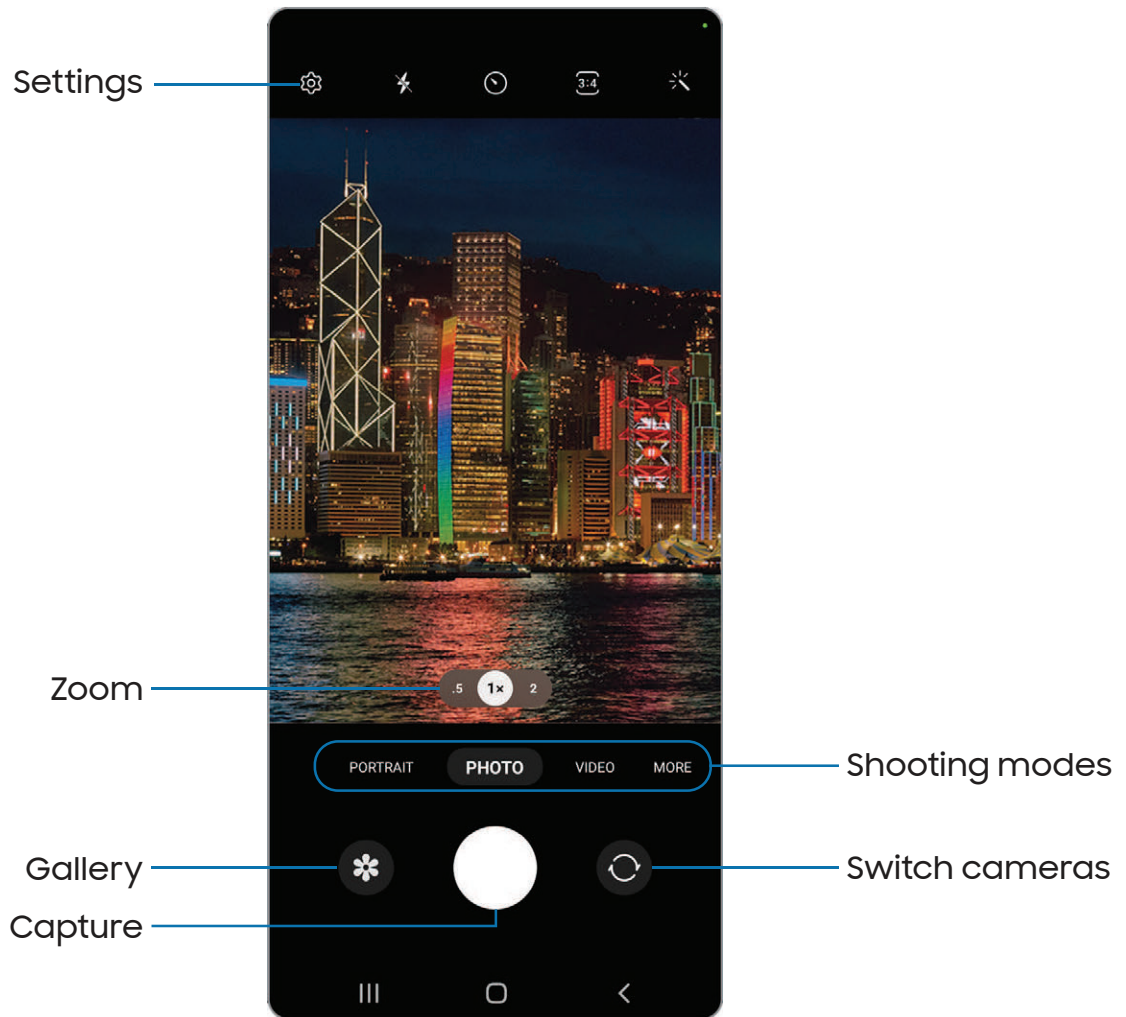 Settings
3:4
Zoom
.5 1× 2
PORTRAIT PHOTO VIDEO MORE
Shooting modes
Gallery
Switch cameras
Capture